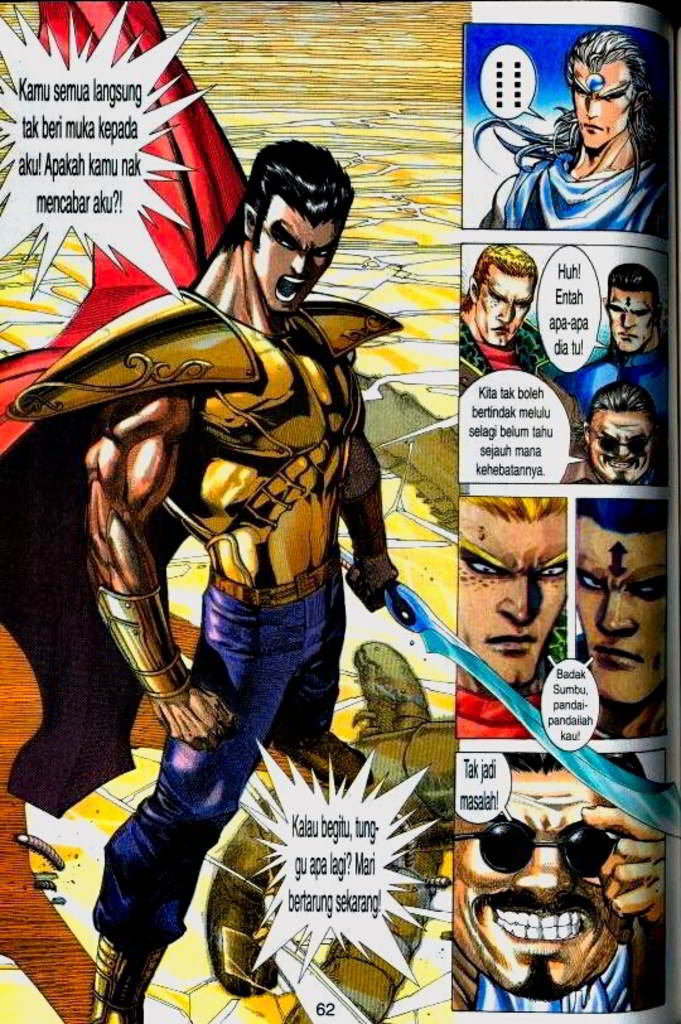 Kamu semua langsung
tak beri muka kepada
aku! Apakah kamu nak
mencabar aku?!
Huh!
Entah
apa-apa
dia tu!
Kita tak boleh
bertindak melulu
selagi belum tahu
sejauh mana
kehebatannya.
Badak
Sumbu,
pandai-
pandailah
kau!
Tak jadi
masalah!
Kalau begitu, tung-
gu apa lagi? Mari
bertarung sekarang!
62